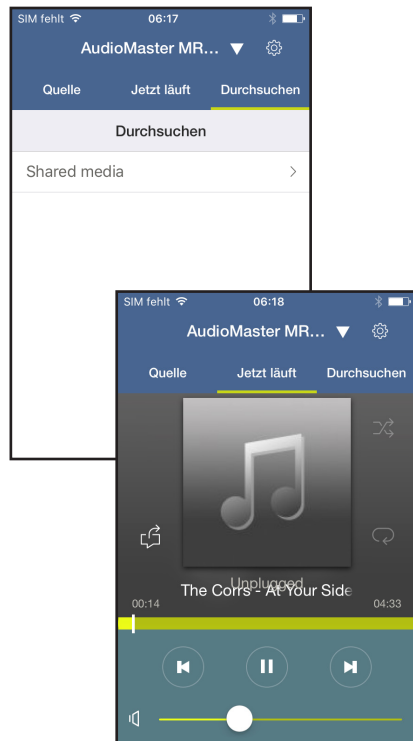 SIM fehlt 06:17
AudioMaster MR... ▼
Quelle Jetzt läuft Durchsuchen
Durchsuchen
Shared media >
SIM fehlt 06:18
AudioMaster MR... ▼
Quelle Jetzt läuft Durchsuchen
Unplugged
The Corrs - At Your Side
00:14 04:33